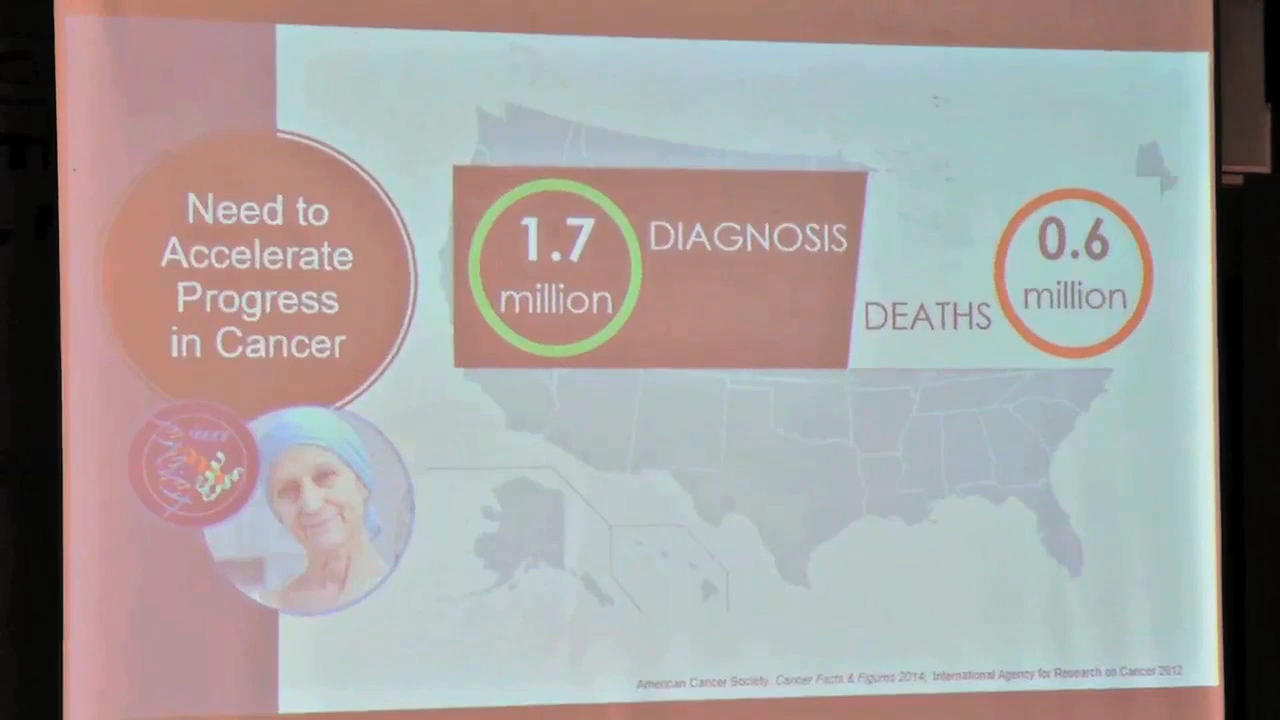 Need to
Accelerate
Progress
in Cancer
1.7
million
DIAGNOSIS
DEATHS
0.6
million
American Cancer Society Cancer Facts & Figures 2014; International Agency for Research on Cancer 2012